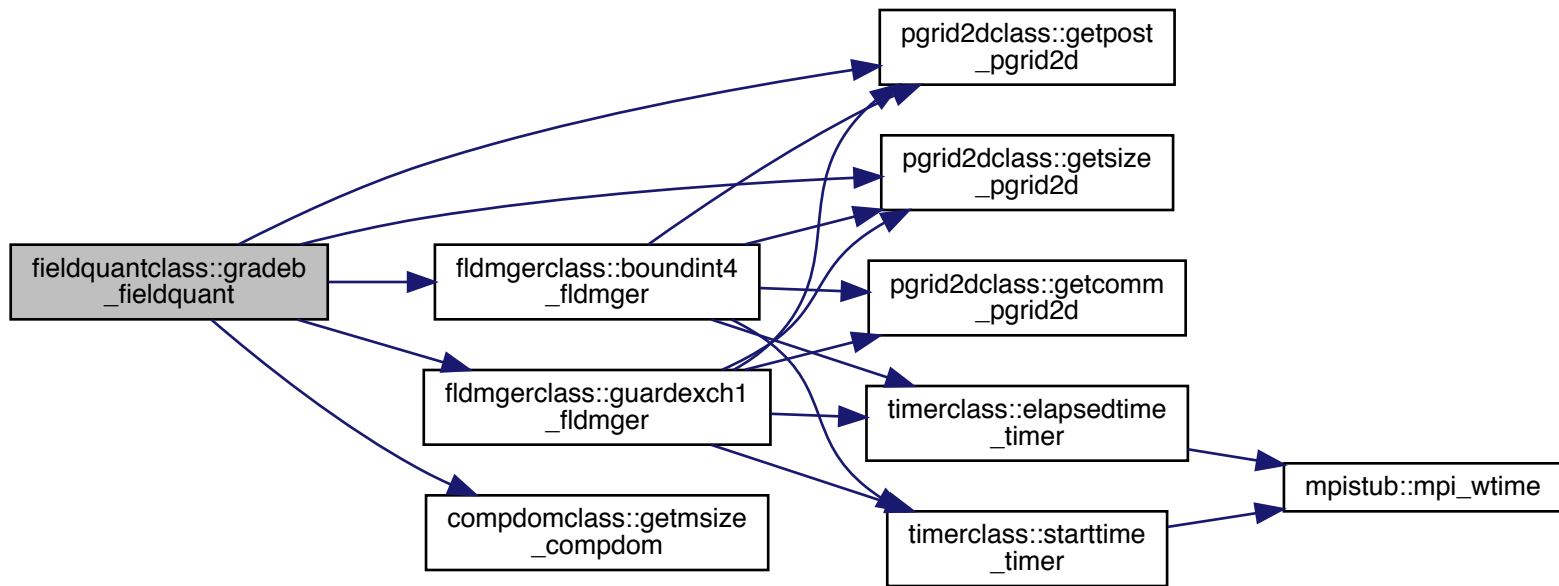 pgrid2dclass::getpost
_pgrid2d
pgrid2dclass::getsize
_pgrid2d
fieldquantclass::gradeb
_fieldquant
fldmgerclass::boundint4
_fldmger
pgrid2dclass::getcomm
_pgrid2d
fldmgerclass::guardexch1
_fldmger
timerclass::elapsedtime
_timer
mpistub::mpi_wtime
compdomclass::getmsize
_compdom
timerclass::starttime
_timer